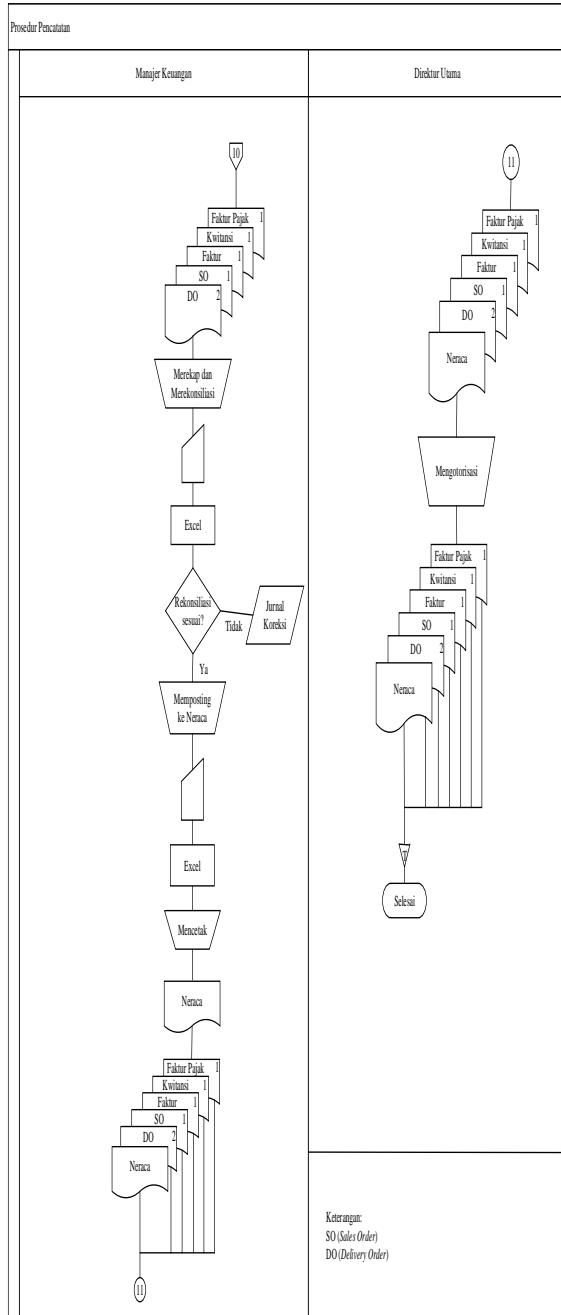 Prosedur Pencatatan
Manajer Keuangan
10
Faktur Pajak 1
Kwitansi 1
Faktur 1
SO 1
DO 2
Merekap dan
Merekonsiliasi
Excel
Rekonsiliasi
sesuai?
Tidak
Jurnal
Koreksi
Ya
Memposting
ke Neraca
Excel
Mencetak
Neraca
Faktur Pajak 1
Kwitansi 1
Faktur 1
SO 1
DO 2
Neraca
11
Direktur Utama
11
Faktur Pajak 1
Kwitansi 1
Faktur 1
SO 1
DO 2
Neraca
Mengotorisasi
Faktur Pajak 1
Kwitansi 1
Faktur 1
SO 1
DO 2
Neraca
T
Selesai
Keterangan:
SO (Sales Order)
DO (Delivery Order)